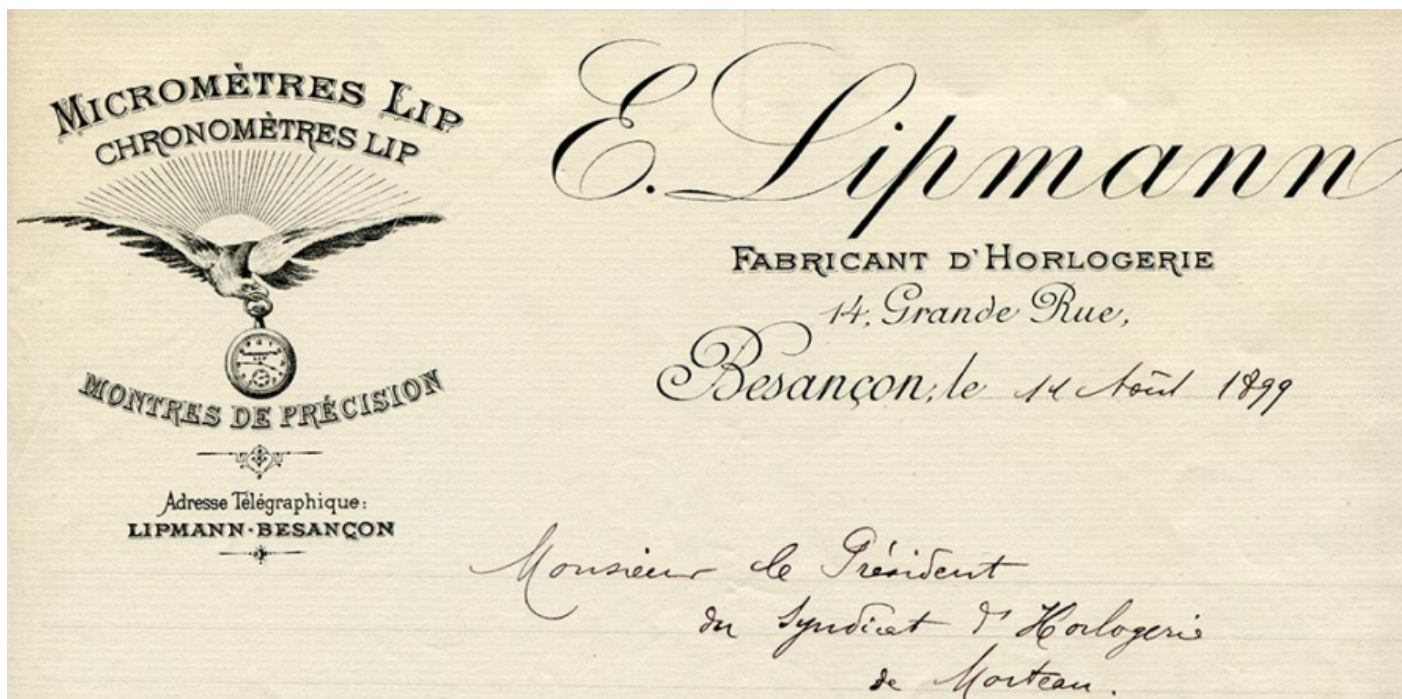 MICROMÈTRES LIP
CHRONOMÈTRES LIP
MONTRES DE PRÉCISION
Adresse Télégraphique:
LIPMANN-BESANÇON
E. Lipmann
FABRICANT D'HORLOGERIE
14, Grande Rue,
Besançon, le 14 Août 1899
Monsieur le Président
du Syndicat d'Horlogerie
de Morteau.